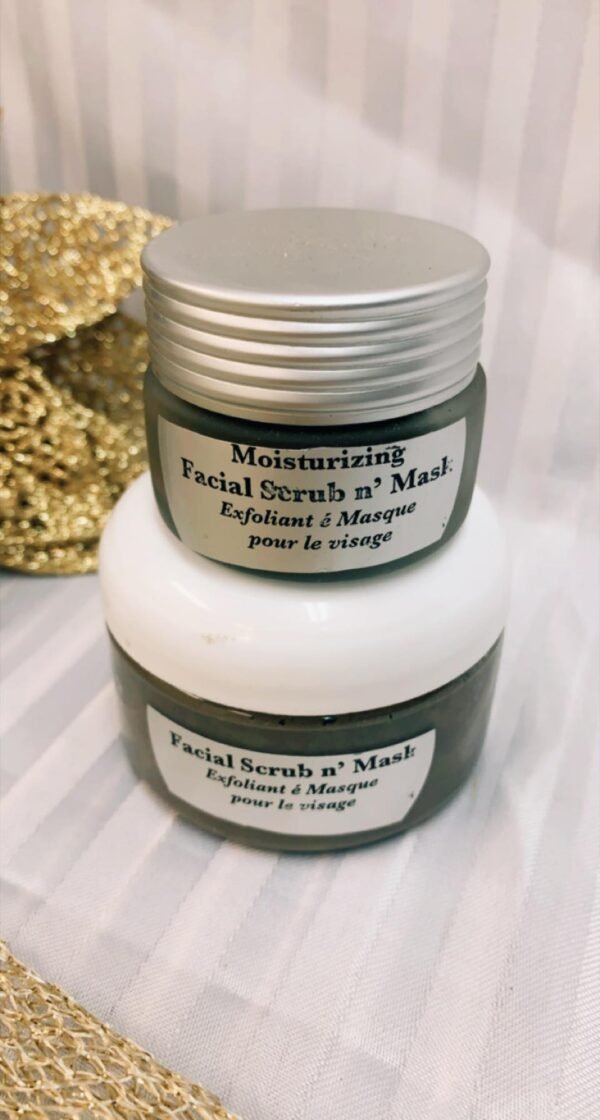 Moisturizing
Facial Scrub n' Mask
Exfoliant é Masque
pour le visage
Facial Scrub n' Mask
Exfoliant é Masque
pour le visage